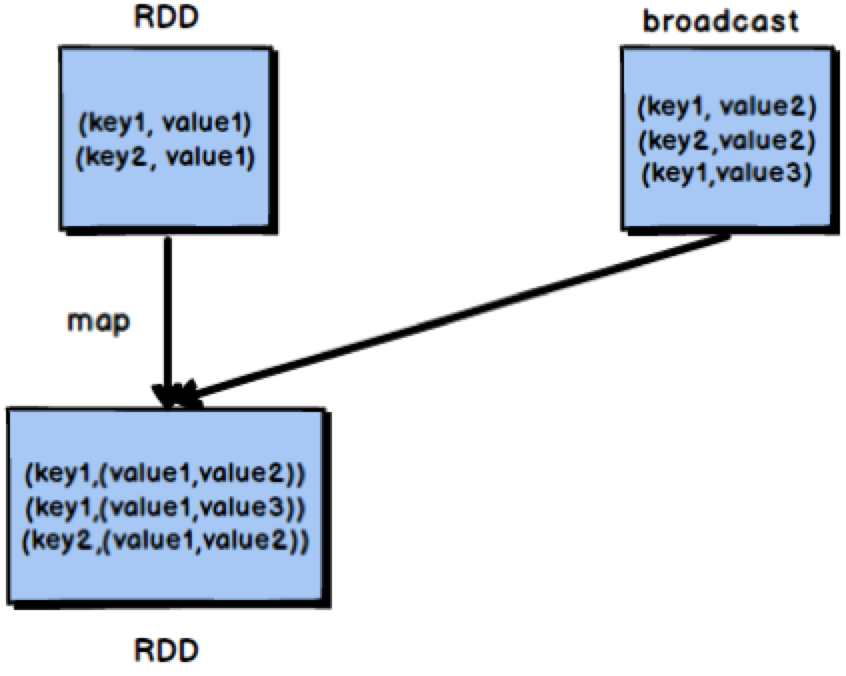 RDD
broadcast
(key1, value1)
(key2, value1)
(key1, value2)
(key2,value2)
(key1,value3)
map
(key1,(value1,value2))
(key1,(value1,value3))
(key2,(value1,value2))
RDD